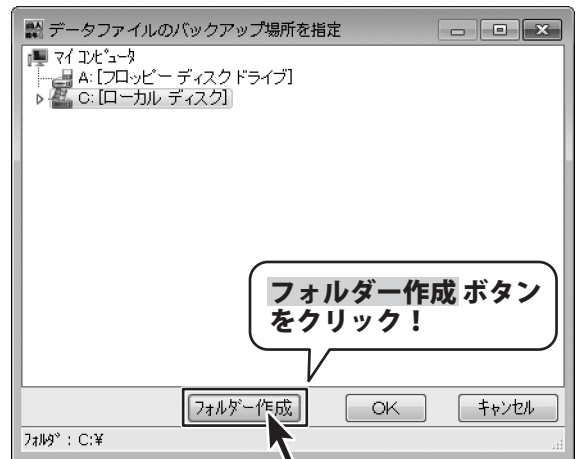 データファイルのバックアップ場所を指定
マイ コンピュータ
A: [フロッピー ディスク ドライブ]
C: [ローカル ディスク]
フォルダー作成 ボタン
をクリック！
フォルダー作成
OK
キャンセル
フォルダ : C:¥